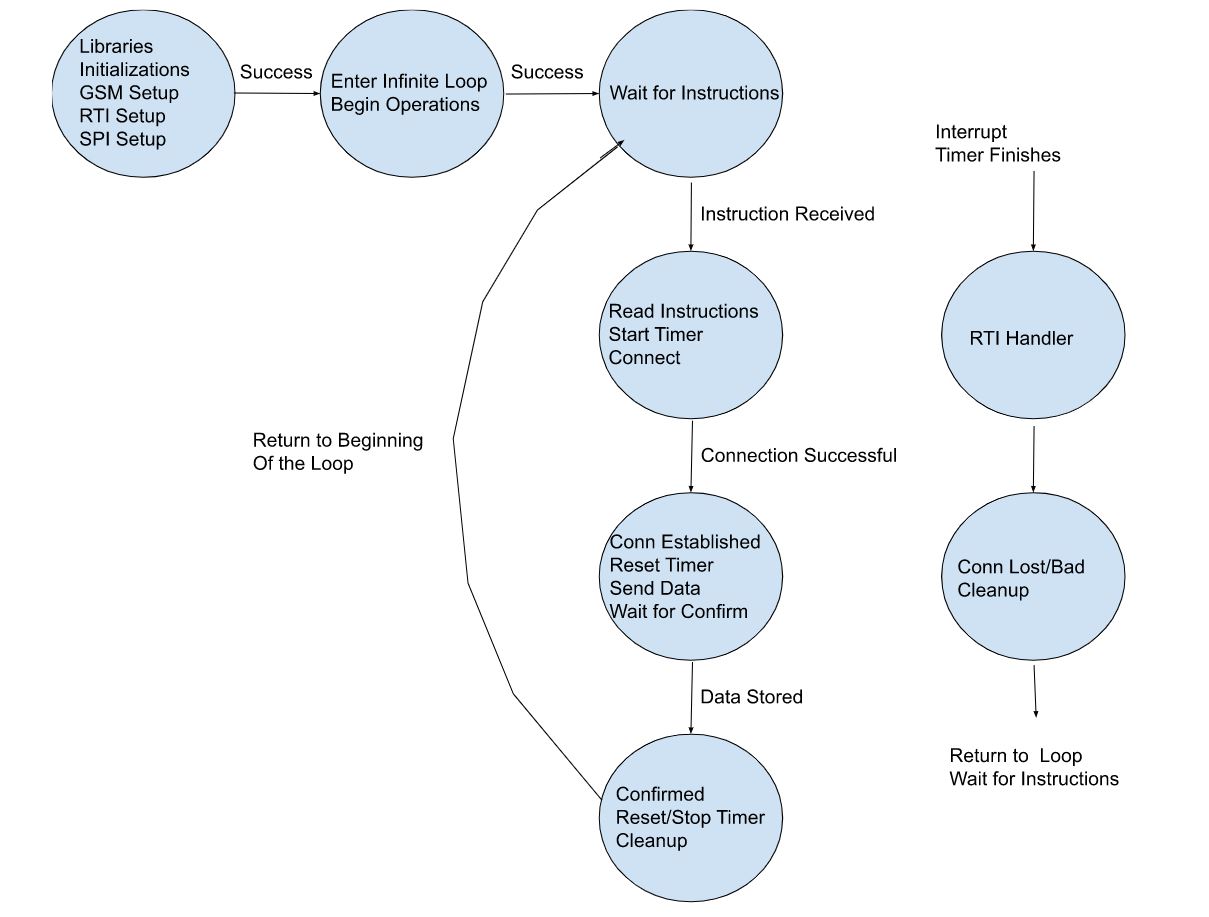 Libraries
Initializations
GSM Setup
RTI Setup
SPI Setup
Success
Enter Infinite Loop
Begin Operations
Success
Wait for Instructions
Instruction Received
Read Instructions
Start Timer
Connect
Connection Successful
Conn Established
Reset Timer
Send Data
Wait for Confirm
Data Stored
Confirmed
Reset/Stop Timer
Cleanup
Return to Beginning
Of the Loop
Interrupt
Timer Finishes
RTI Handler
Conn Lost/Bad
Cleanup
Return to  Loop
Wait for Instructions